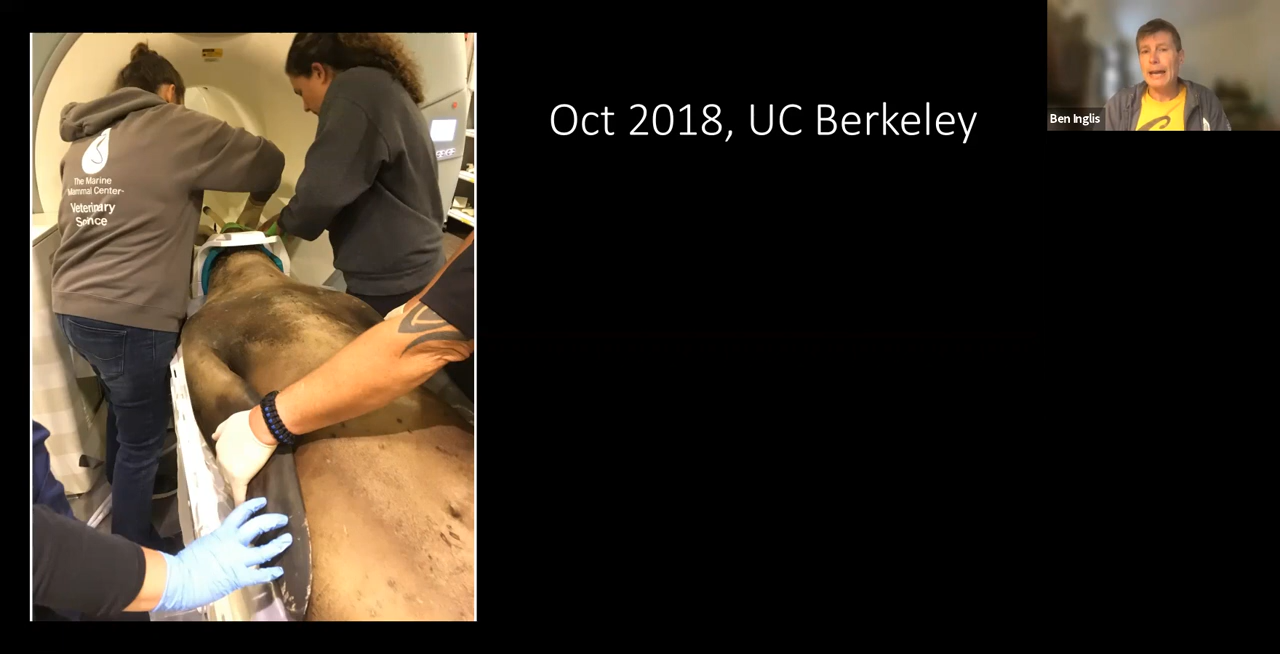 Oct 2018, UC Berkeley
Ben Inglis
The Marine
Mammal Center
Veterinary
Science